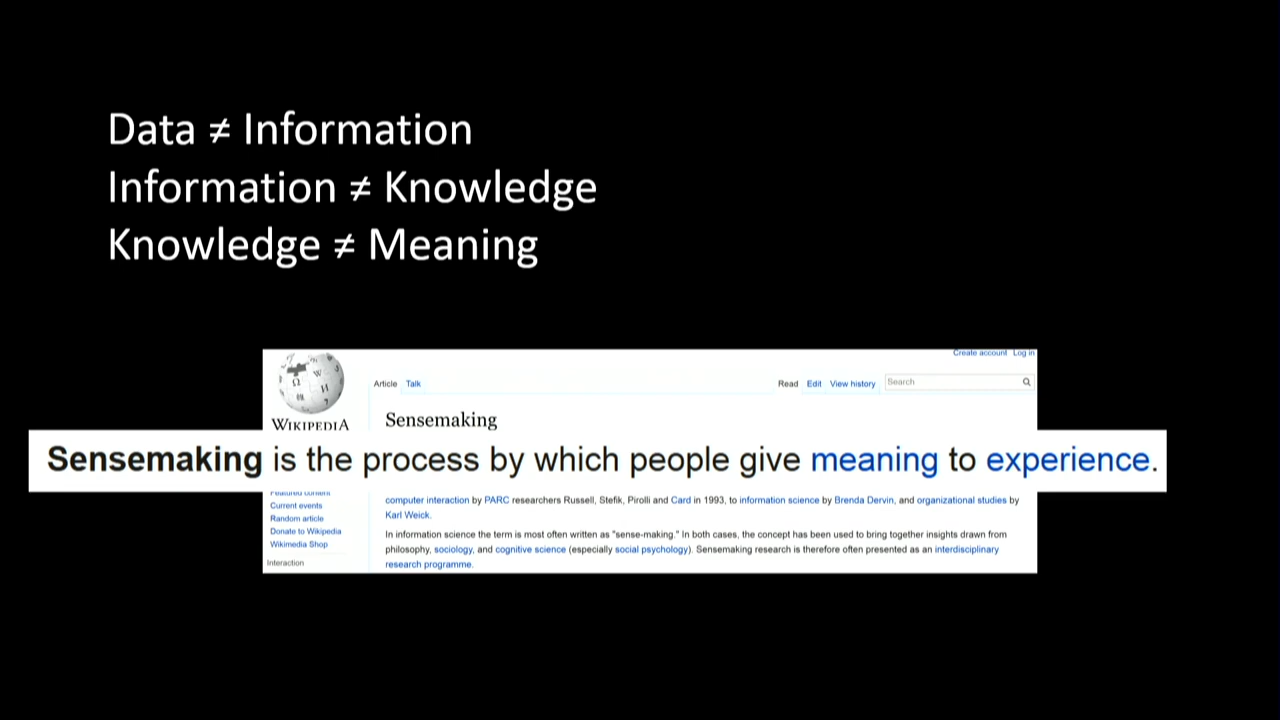 Data ≠ Information
Information ≠ Knowledge
Knowledge ≠ Meaning
Create account Log in
Article Talk
Read Edit View history Search
WIKIPEDIA
Sensemaking
Sensemaking is the process by which people give meaning to experience.
Featured content
Current events
Random article
Donate to Wikipedia
Wikimedia Shop
Interaction
computer interaction by PARC researchers Russell, Stefik, Pirolli and Card in 1993, to information science by Brenda Dervin, and organizational studies by
Karl Weick.
In information science the term is most often written as "sense-making." In both cases, the concept has been used to bring together insights drawn from
philosophy, sociology, and cognitive science (especially social psychology). Sensemaking research is therefore often presented as an interdisciplinary
research programme.